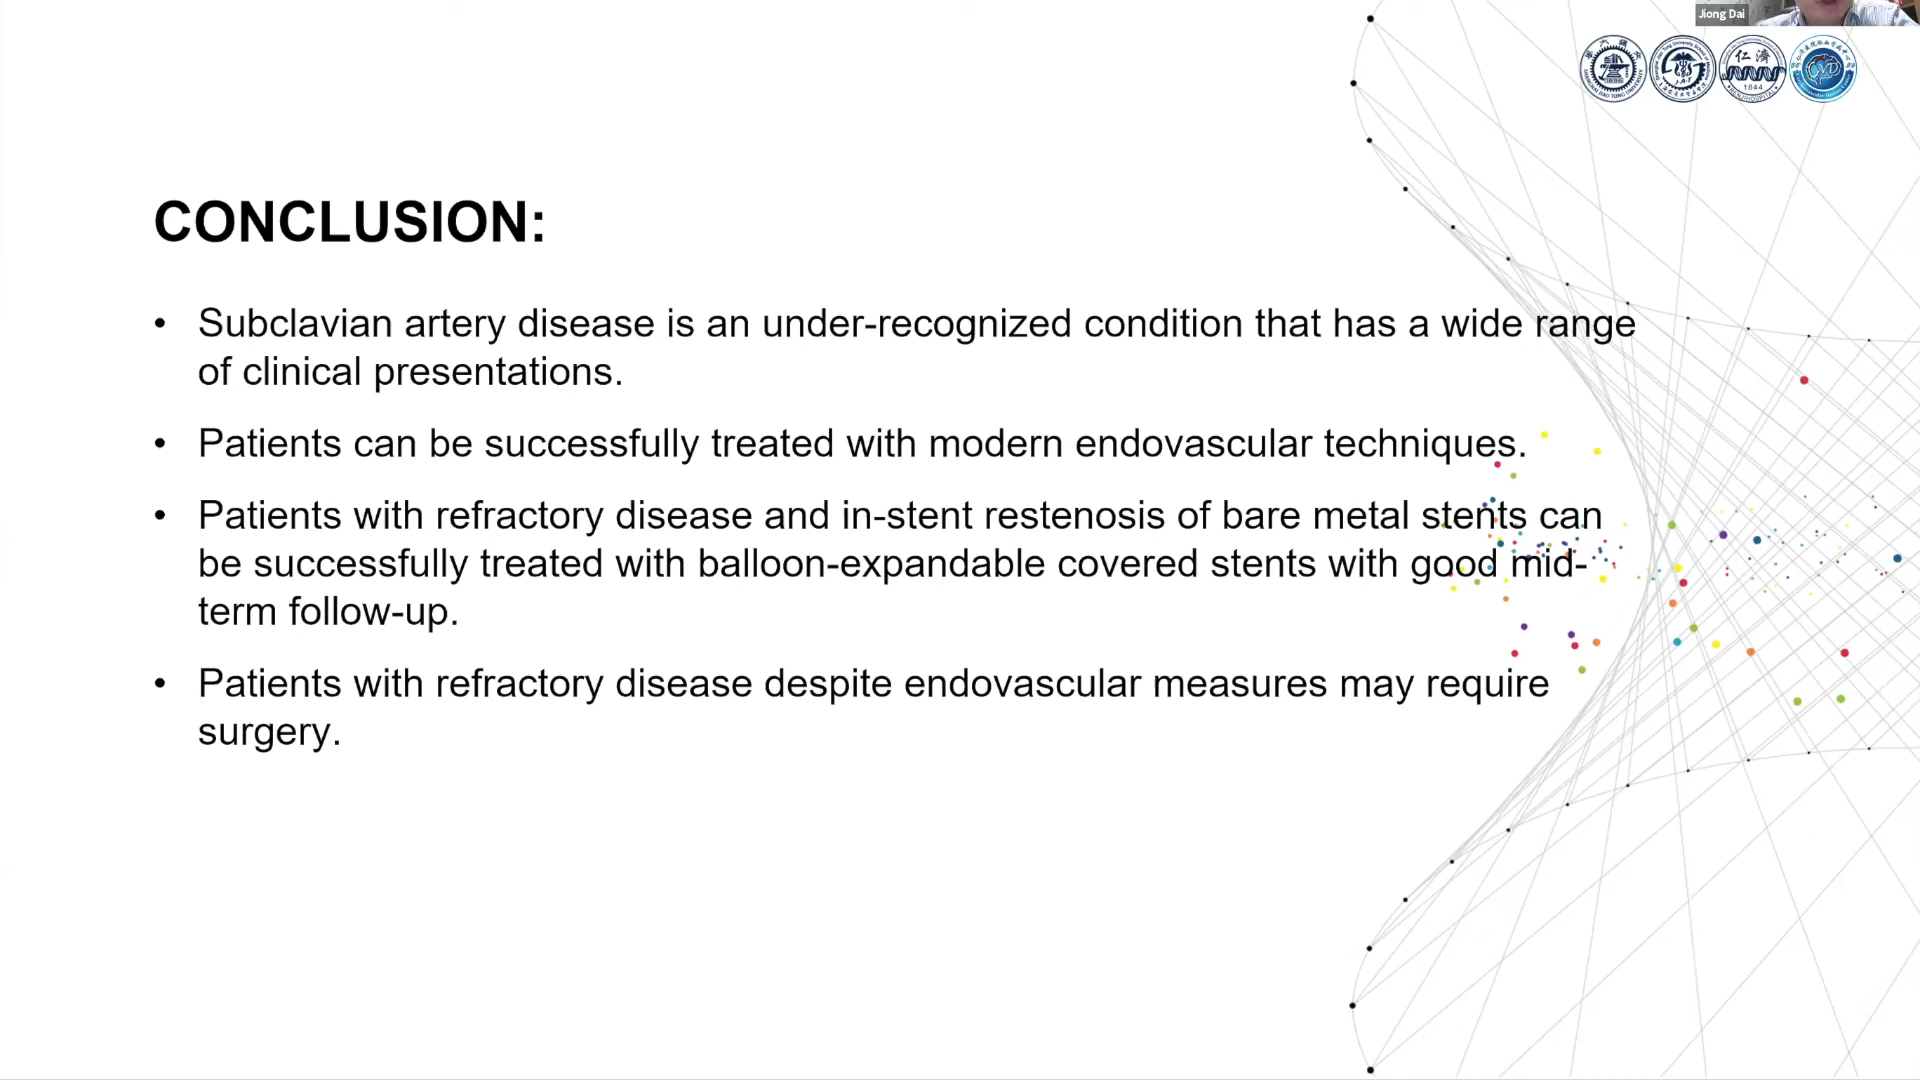 Jiong Dai
仁濟
1844
CONCLUSION:
• Subclavian artery disease is an under-recognized condition that has a wide range
of clinical presentations.
• Patients can be successfully treated with modern endovascular techniques.
• Patients with refractory disease and in-stent restenosis of bare metal stents can
be successfully treated with balloon-expandable covered stents with good mid-
term follow-up.
• Patients with refractory disease despite endovascular measures may require
surgery.